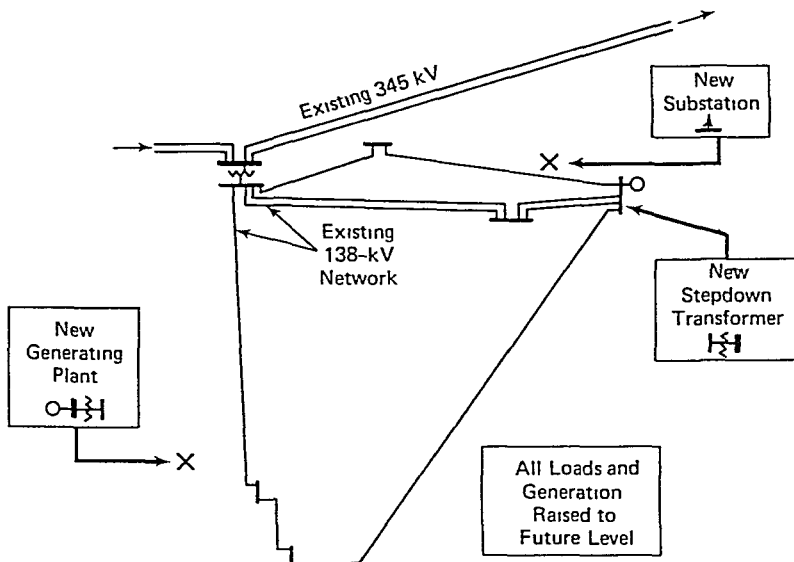 Existing 345 kV
New
Substation
Existing
138-kV
Network
New
Stepdown
Transformer
New
Generating
Plant
All Loads and
Generation
Raised to
Future Level